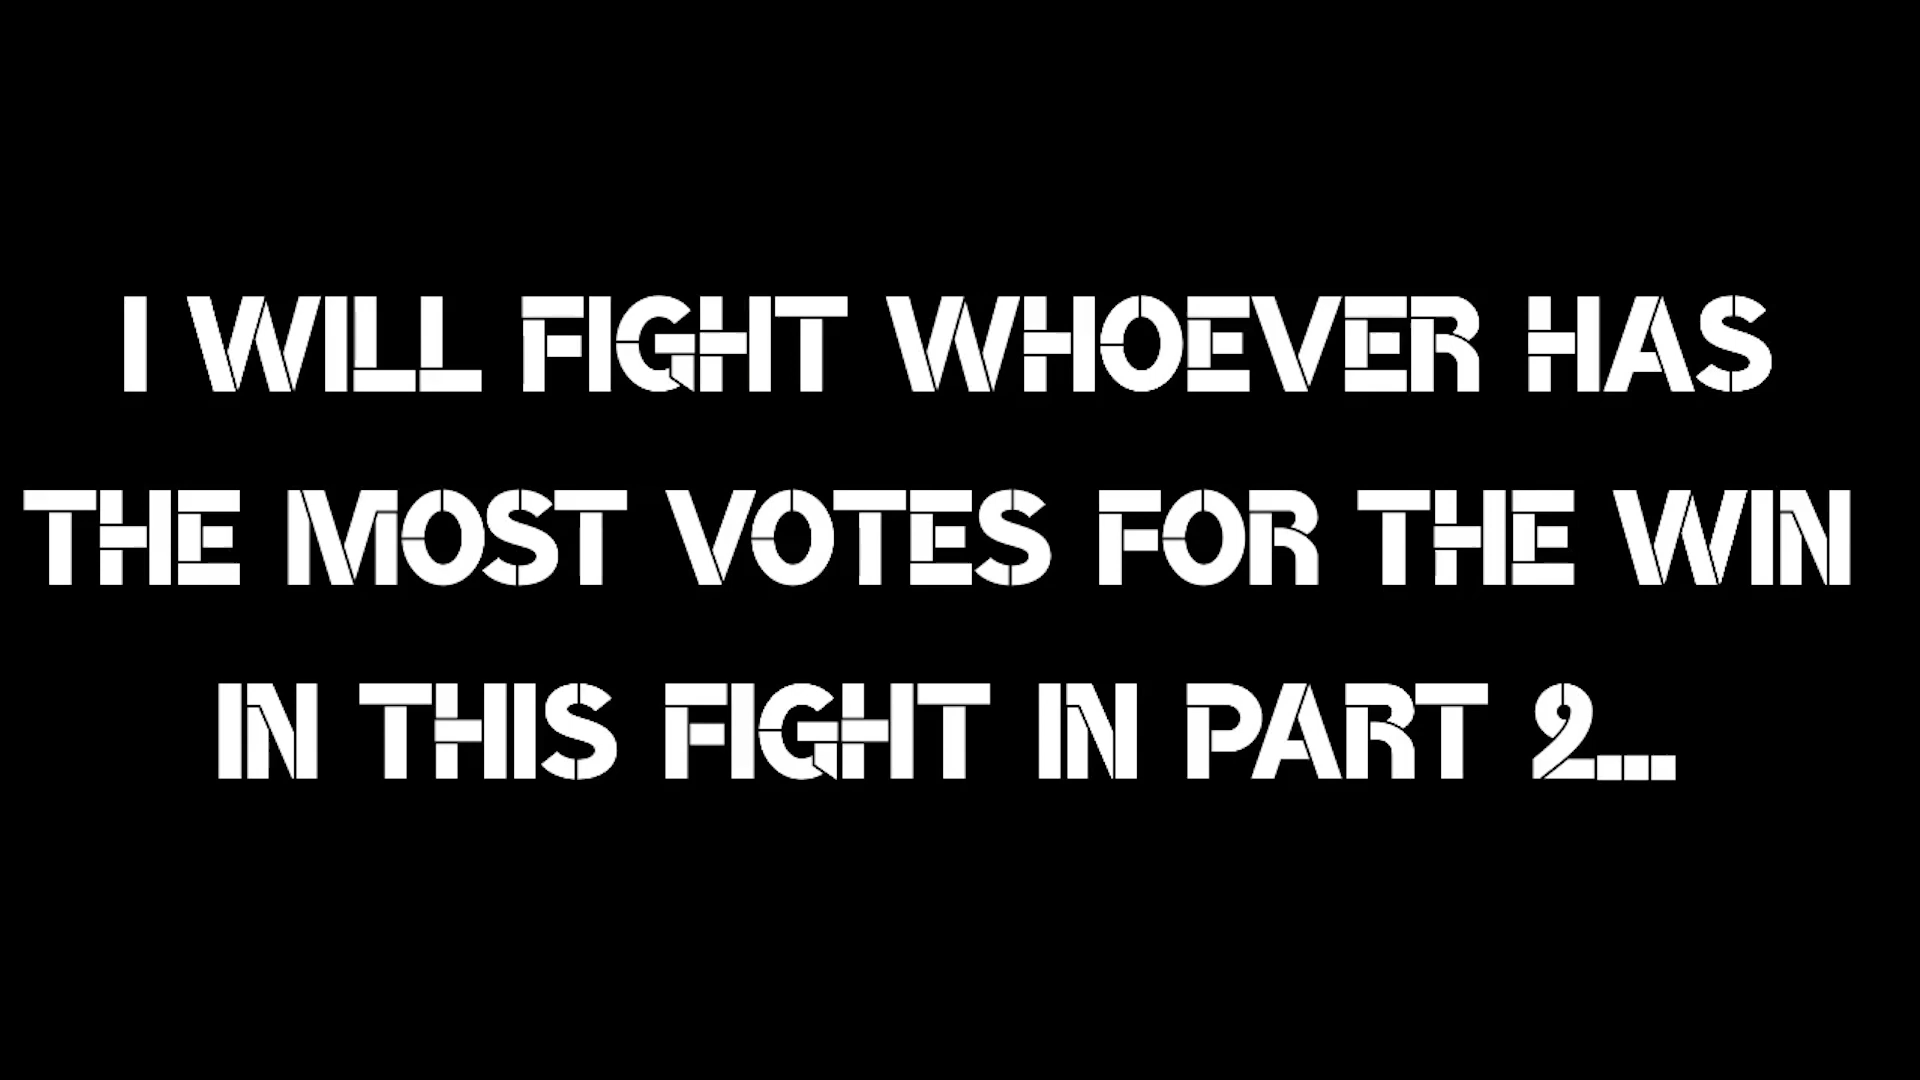 I WILL FIGHT WHOEVER HAS
THE MOST VOTES FOR THE WIN
IN THIS FIGHT IN PART 2...